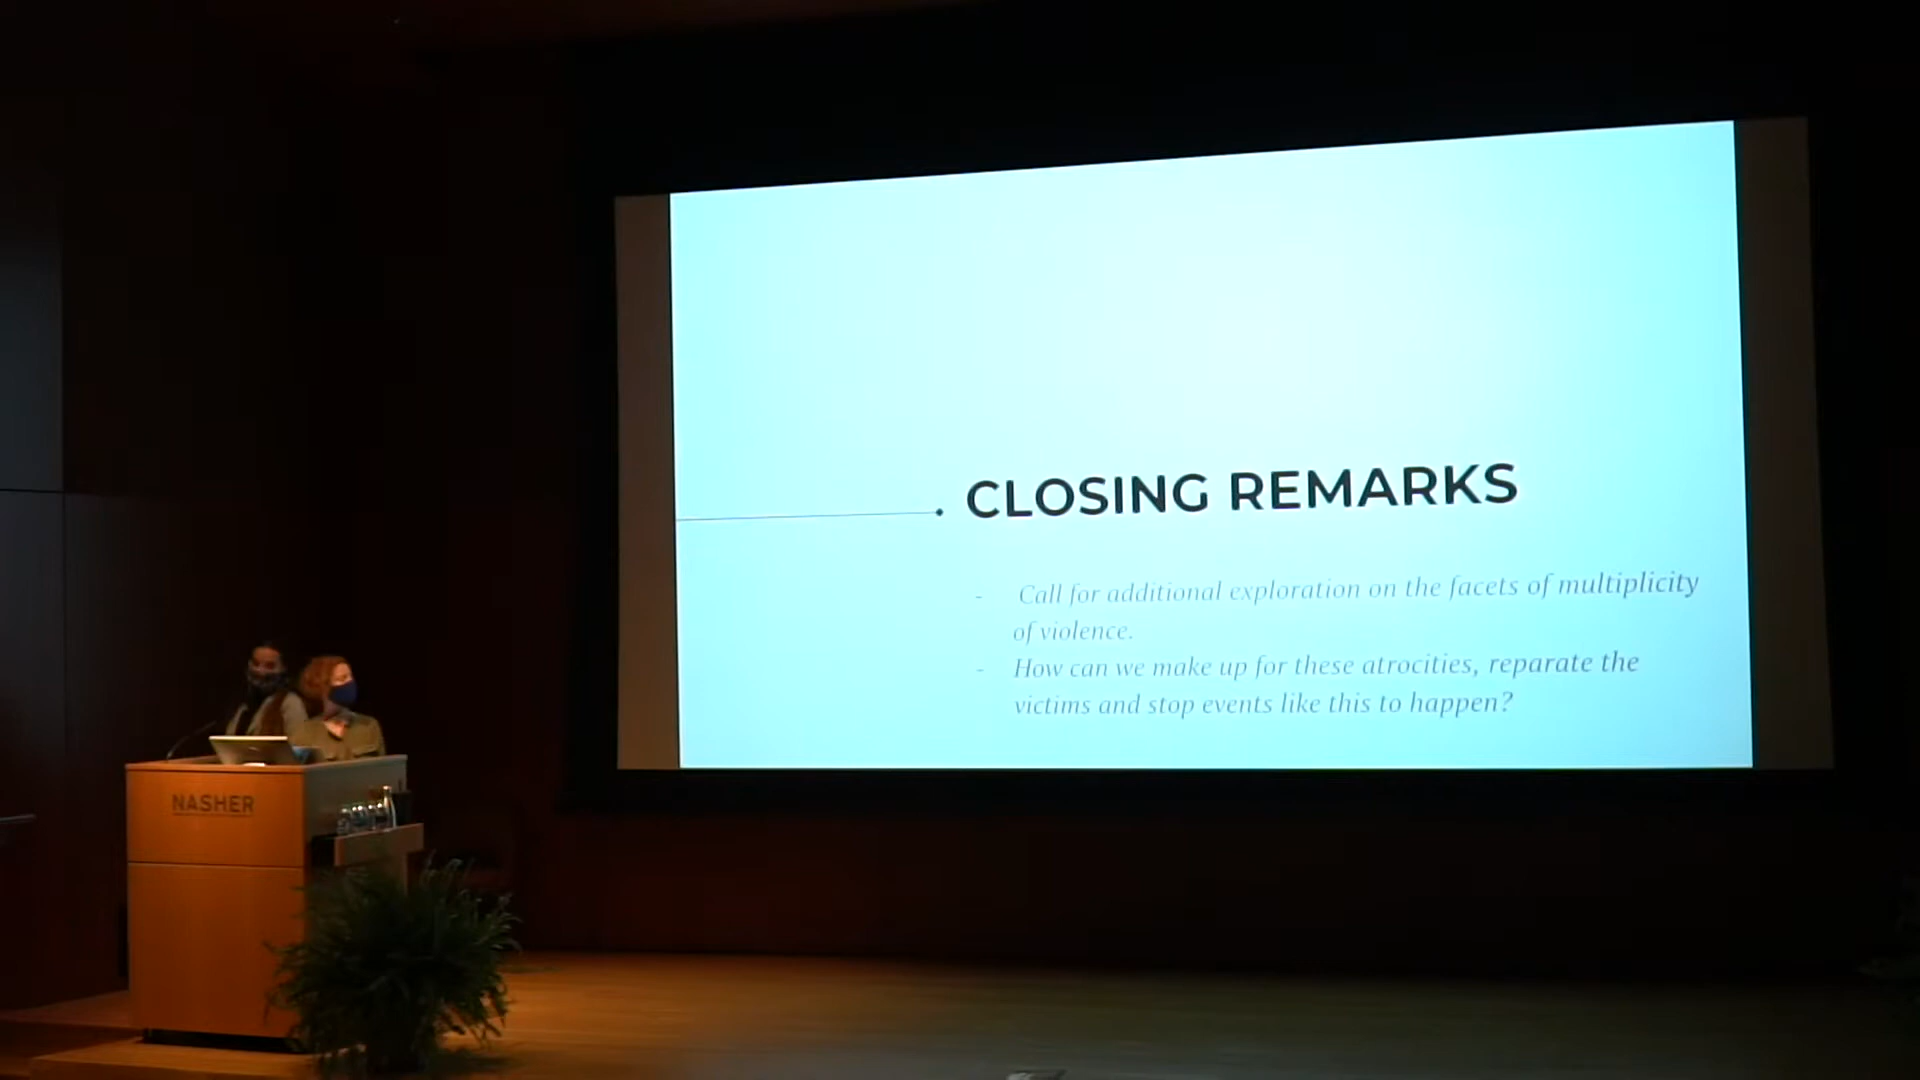 CLOSING REMARKS
- Call for additional exploration on the facets of multiplicity
of violence.
- How can we make up for these atrocities, reparate the
victims and stop events like this to happen?
NASHER